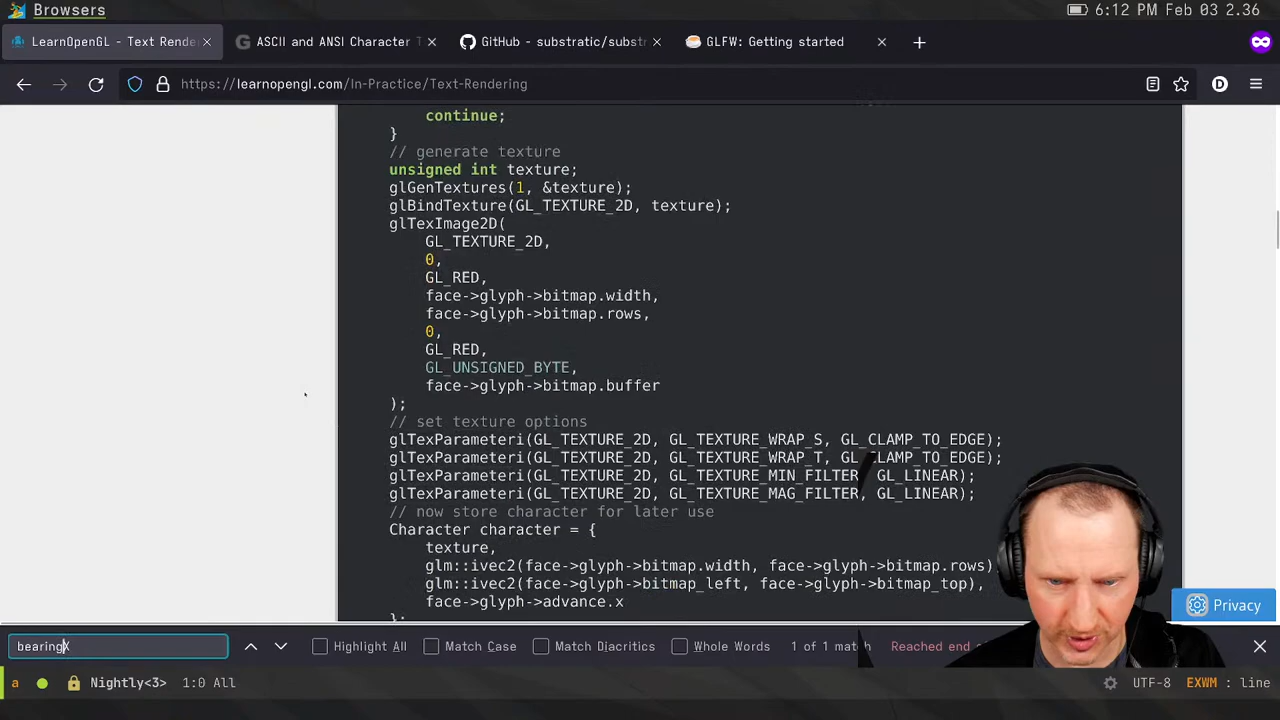 Browsers
6:12 PM Feb 03 2.36
LearnOpenGL - Text Rende
ASCII and ANSI Character T
GitHub - substratic/subst
GLFW: Getting started
https://learnopengl.com/In-Practice/Text-Rendering
D
continue;
}
// generate texture
unsigned int texture;
glGenTextures(1, &texture);
glBindTexture(GL_TEXTURE_2D, texture);
glTexImage2D(
GL_TEXTURE_2D,
0,
GL_RED,
face->glyph->bitmap.width,
face->glyph->bitmap.rows,
0,
GL_RED,
GL_UNSIGNED_BYTE,
face->glyph->bitmap.buffer
);
// set texture options
glTexParameteri(GL_TEXTURE_2D, GL_TEXTURE_WRAP_S, GL_CLAMP_TO_EDGE);
glTexParameteri(GL_TEXTURE_2D, GL_TEXTURE_WRAP_T, GL_CLAMP_TO_EDGE);
glTexParameteri(GL_TEXTURE_2D, GL_TEXTURE_MIN_FILTER GL_LINEAR);
glTexParameteri(GL_TEXTURE_2D, GL_TEXTURE_MAG_FILTER, GL_LINEAR);
// now store character for later use
Character character = {
texture,
glm::ivec2(face->glyph->bitmap.width, face->glyph->bitmap.rows)
glm::ivec2(face->glyph->bitmap_left, face->glyph->bitmap_top),
face->glyph->advance.x
};
Privacy
bearingX
Highlight All
Match Case
Match Diacritics
Whole Words
1 of 1 match
Reached end
a
Nightly<3>
1:0 All
UTF-8
EXWM : line